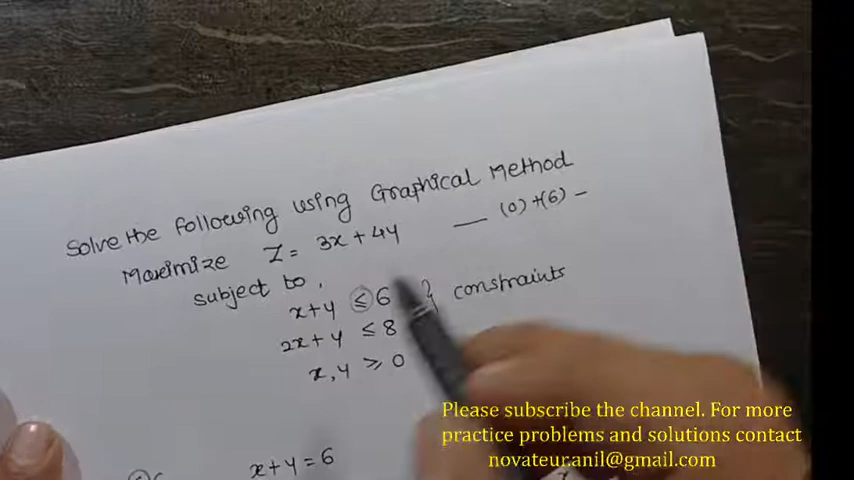 Solve the following using Graphical Method
Maximize Z = 3x + 4y — (0) + (6) -
subject to,
x+y ≤ 6 } constraints
2x+y ≤ 8
x, y ≥ 0
x+y = 6
Please subscribe the channel. For more
practice problems and solutions contact
novateur.anil@gmail.com